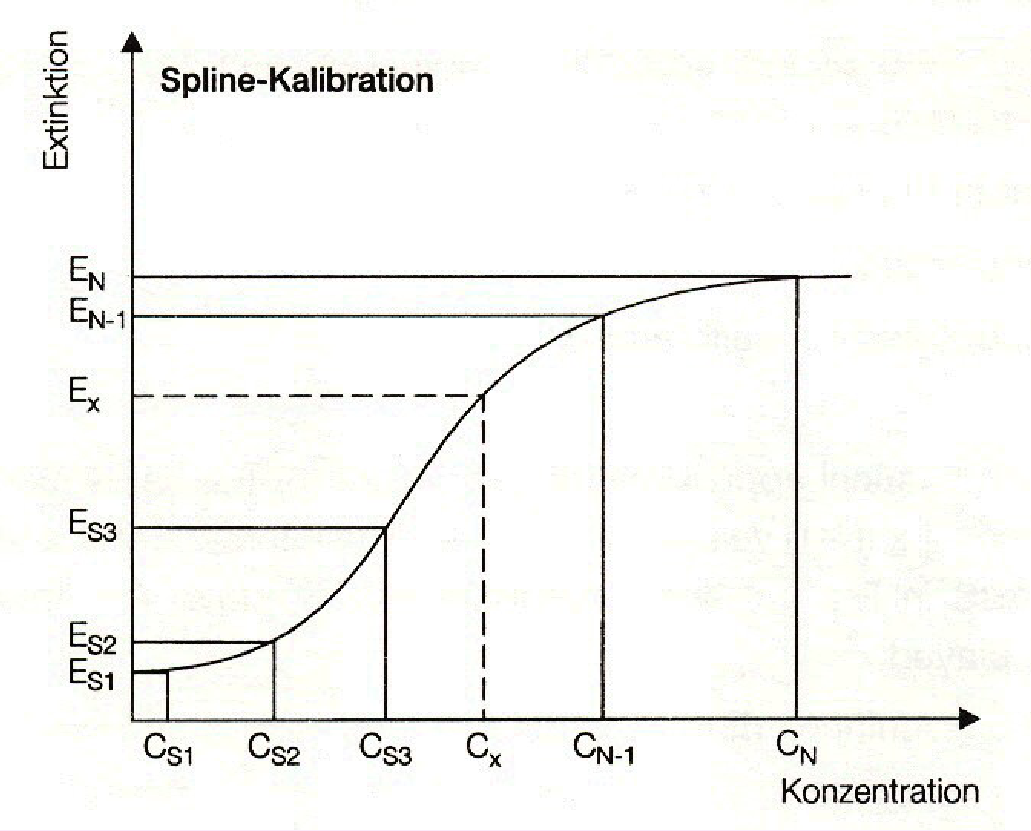 Extinktion
Spline-Kalibration
E_N
E_N-1
E_x
E_S3
E_S2
E_S1
C_S1 C_S2 C_S3 C_x C_N-1 C_N
Konzentration